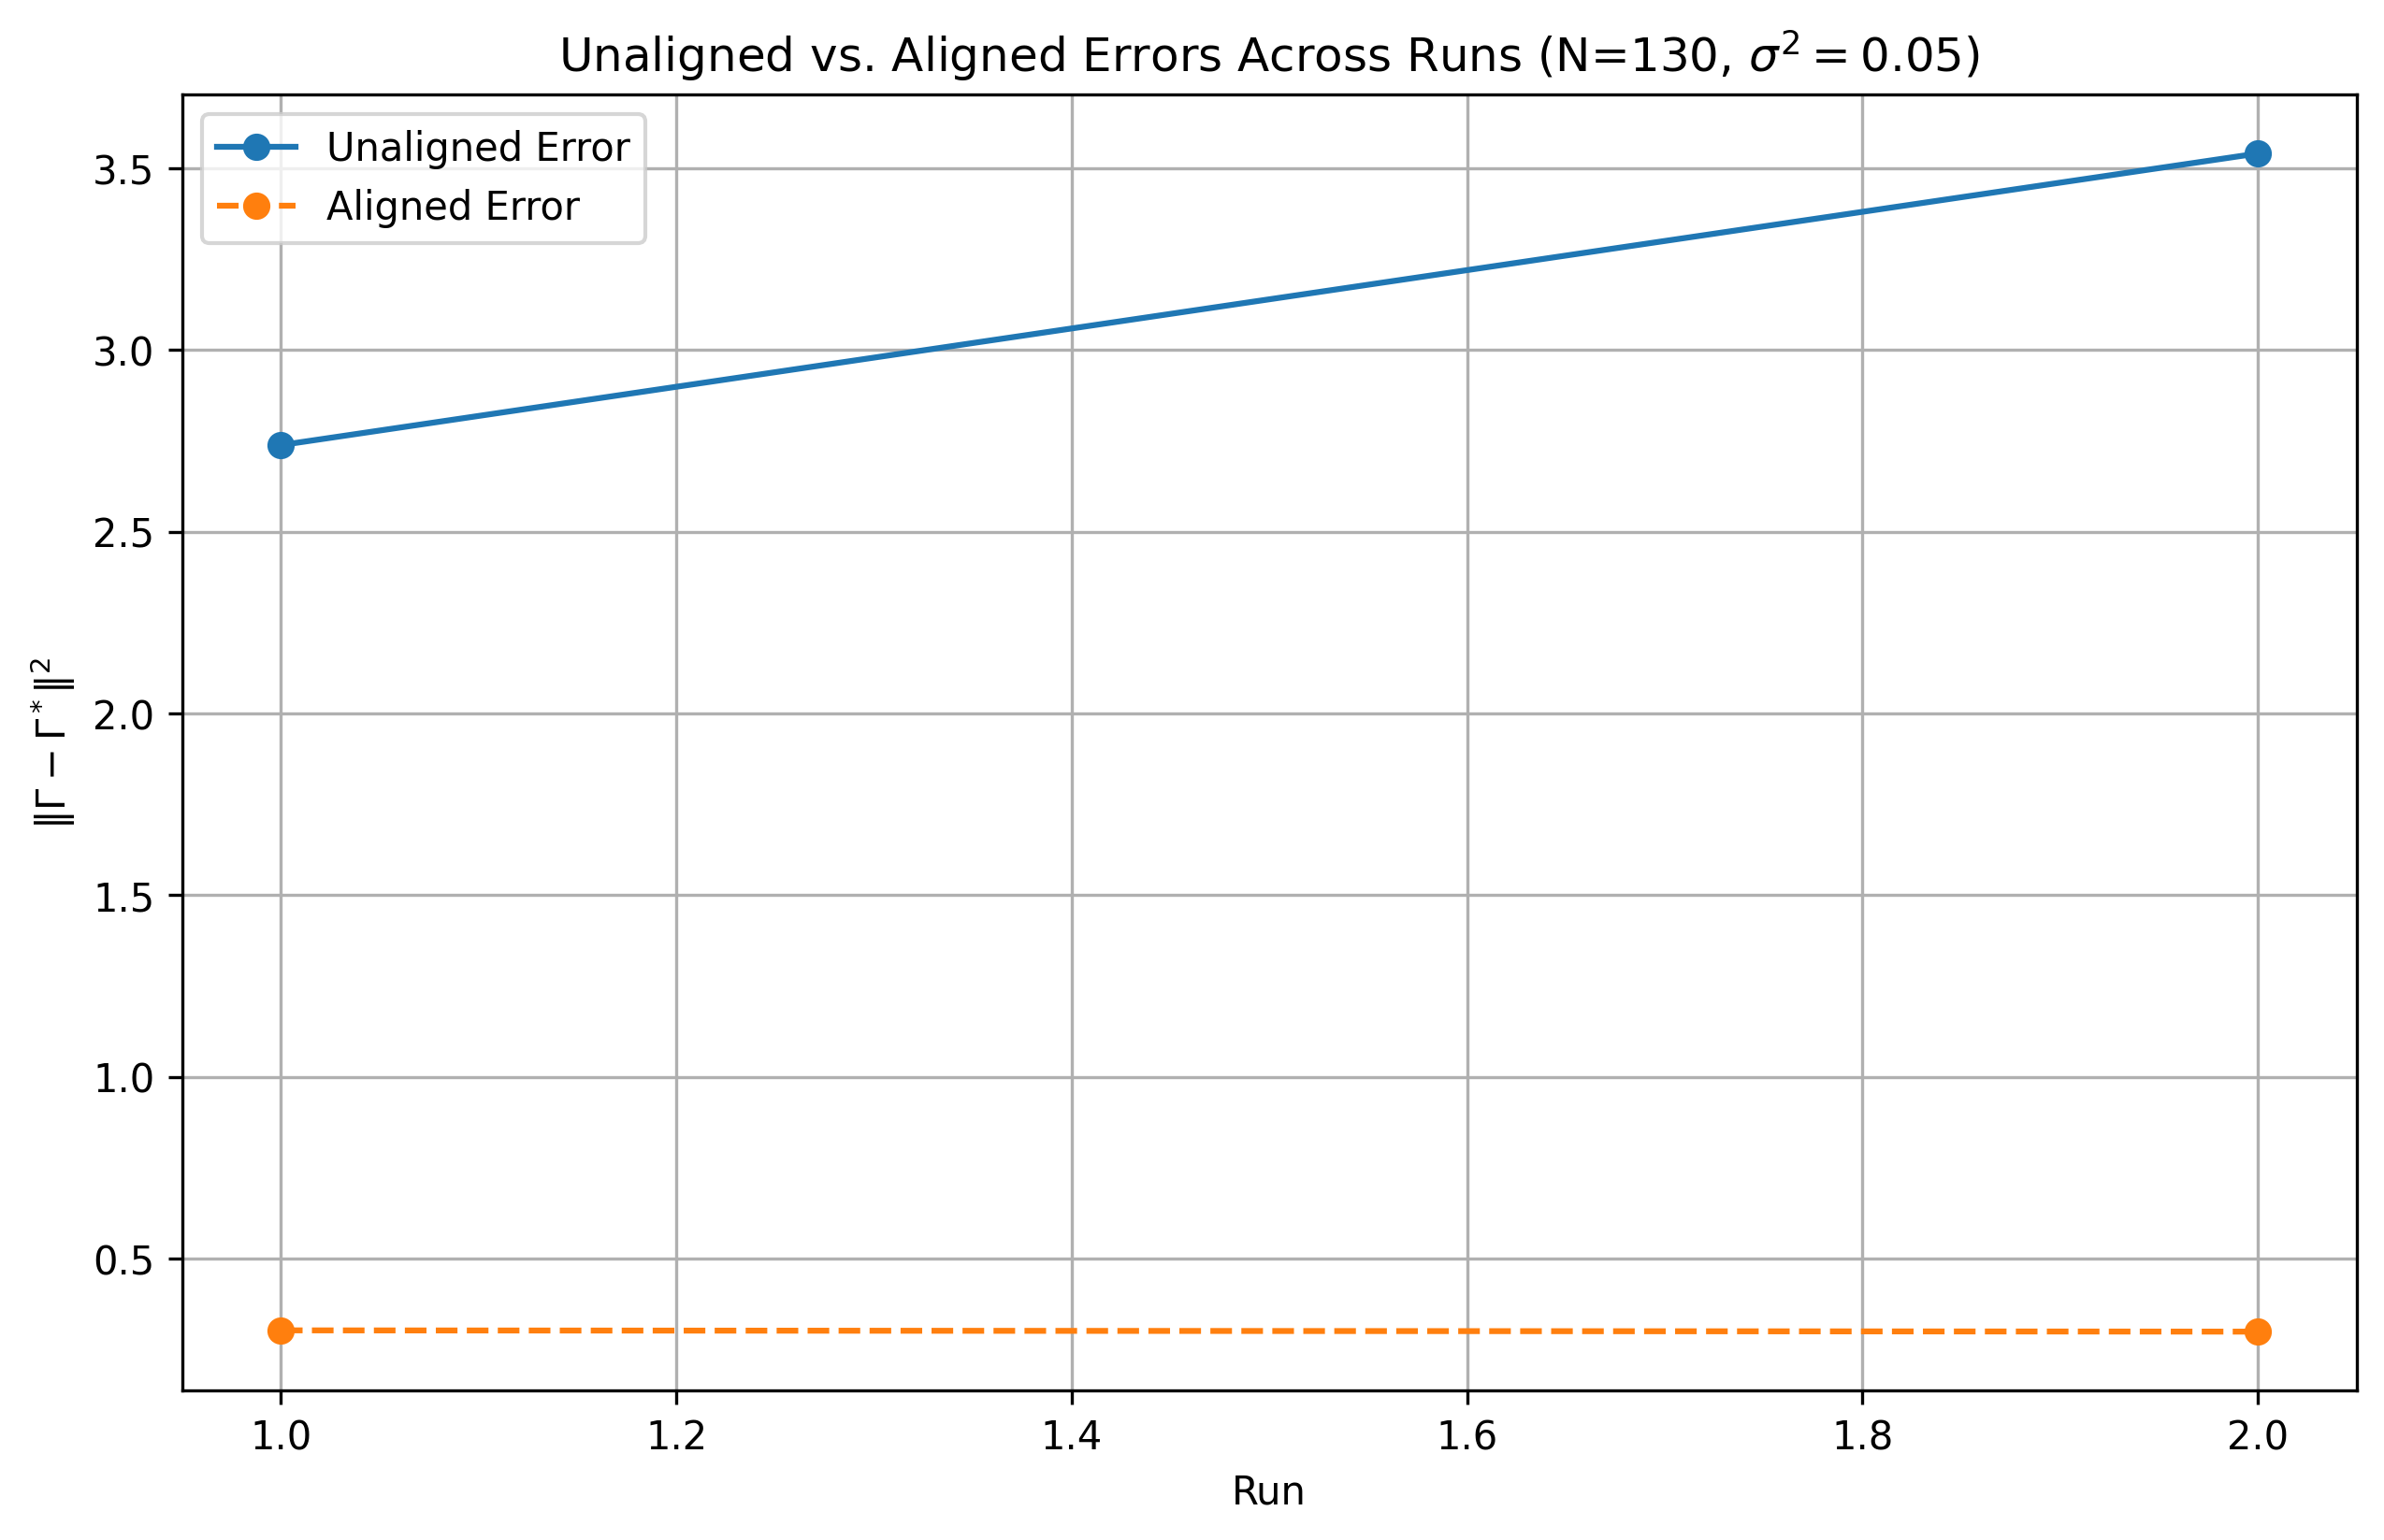 Unaligned vs. Aligned Errors Across Runs (N=130, σ² = 0.05)
Unaligned Error
Aligned Error
3.5
3.0
2.5
2.0
1.5
1.0
0.5
‖Γ − Γ*‖²
1.0 1.2 1.4 1.6 1.8 2.0
Run